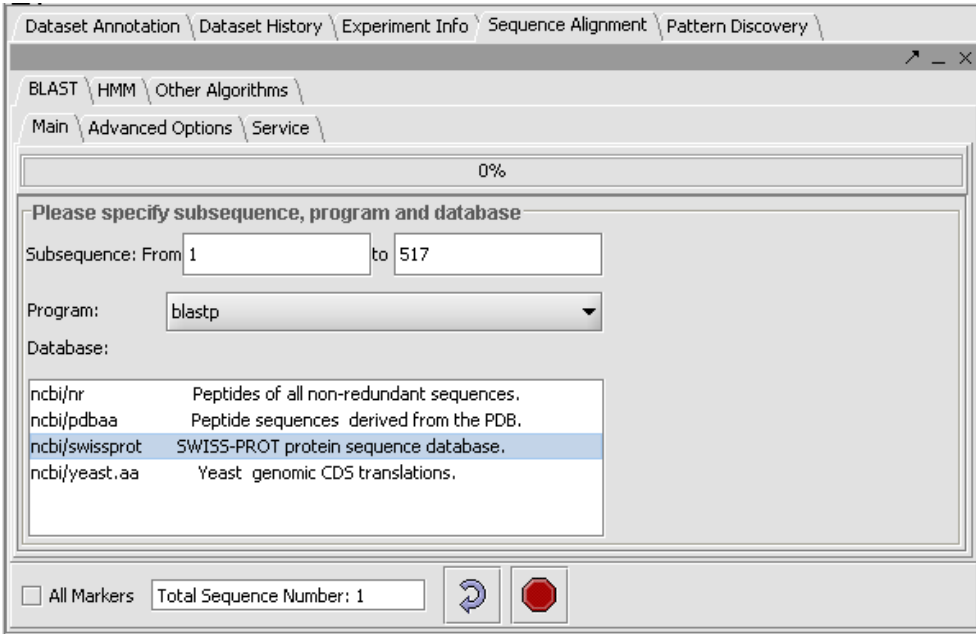 Dataset Annotation Dataset History Experiment Info Sequence Alignment Pattern Discovery
BLAST HMM Other Algorithms
Main Advanced Options Service
0%
Please specify subsequence, program and database
Subsequence: From 1 to 517
Program: blastp
Database:
ncbi/nr Peptides of all non-redundant sequences.
ncbi/pdbaa Peptide sequences derived from the PDB.
ncbi/swissprot SWISS-PROT protein sequence database.
ncbi/yeast.aa Yeast genomic CDS translations.
All Markers Total Sequence Number: 1